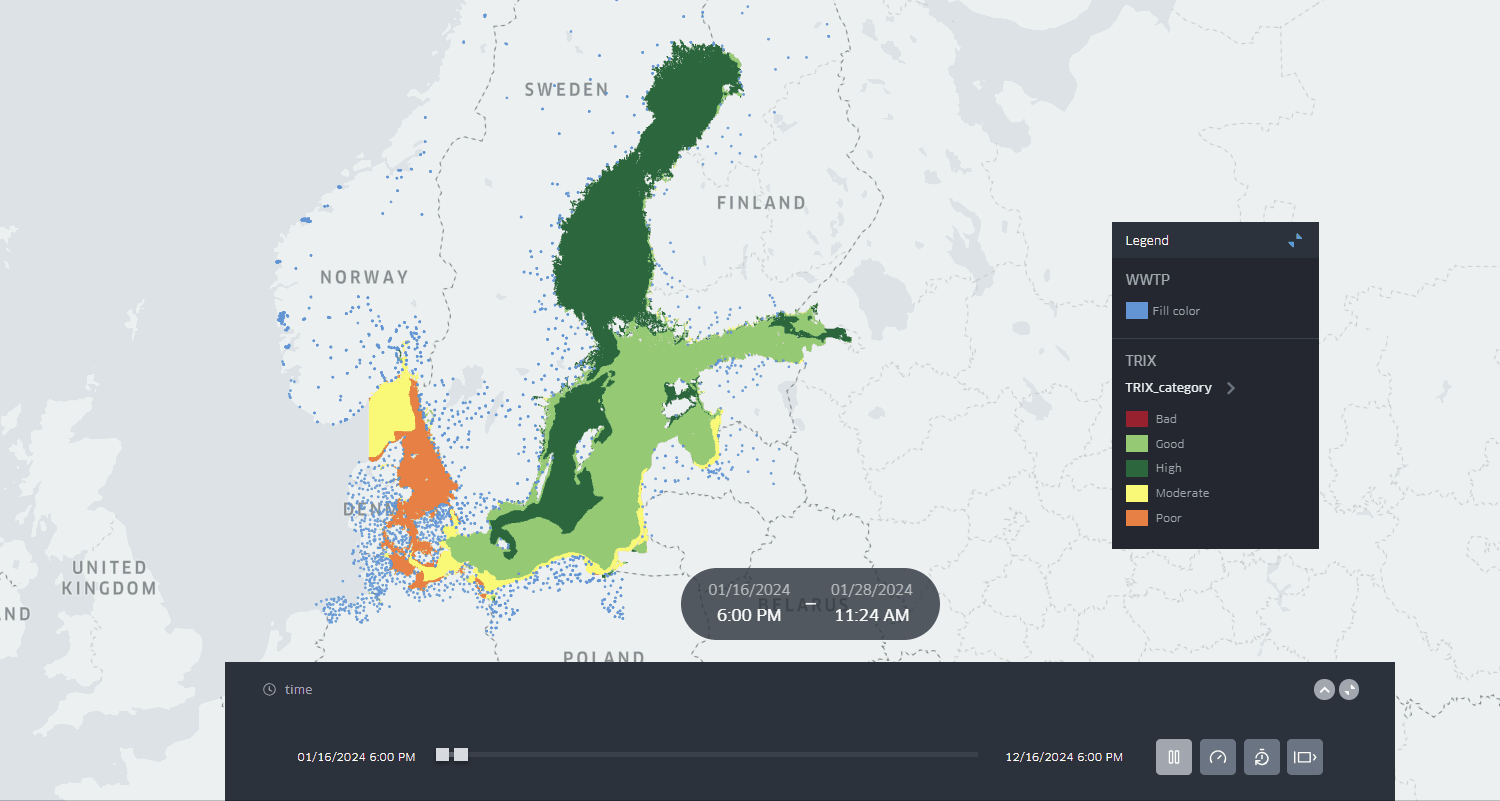 SWEDEN
FINLAND
NORWAY
Legend
WWTP
Fill color
TRIX
TRIX_category
Bad
Good
High
Moderate
Poor
DENM
UNITED
KINGDOM
ND
01/16/2024 – 01/28/2024
6:00 PM 11:24 AM
BELARUS
POLAND
time
01/16/2024 6:00 PM
12/16/2024 6:00 PM